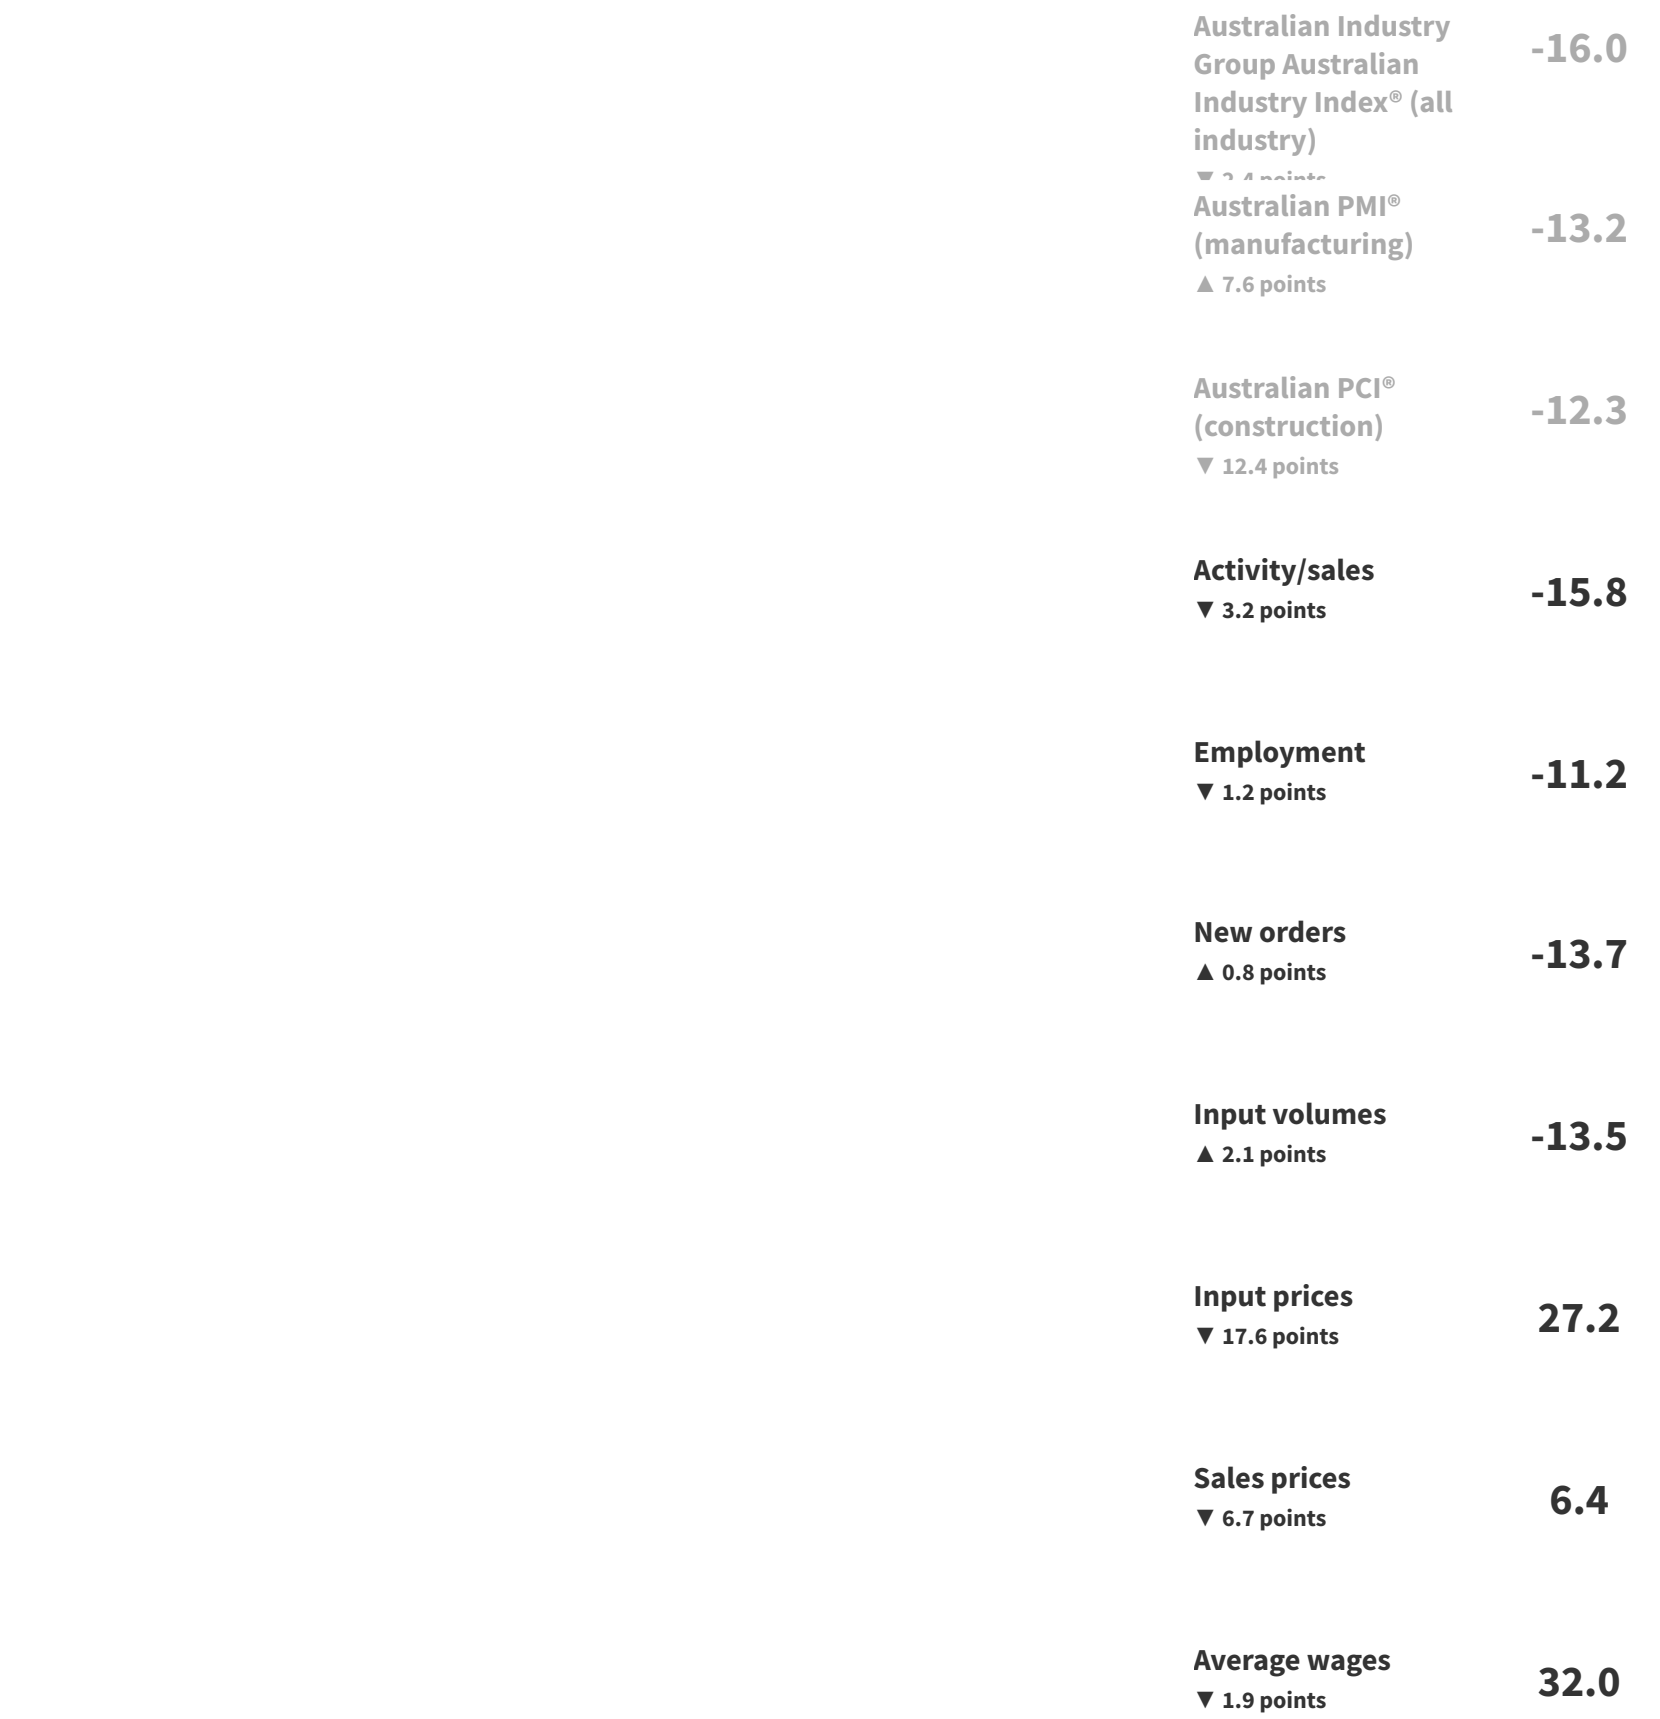 Australian Industry
Group Australian
Industry Index® (all
industry)
-16.0
▼ 2.4 points
Australian PMI®
(manufacturing)
-13.2
▲ 7.6 points
Australian PCI®
(construction)
-12.3
▼ 12.4 points
Activity/sales
-15.8
▼ 3.2 points
Employment
-11.2
▼ 1.2 points
New orders
-13.7
▲ 0.8 points
Input volumes
-13.5
▲ 2.1 points
Input prices
27.2
▼ 17.6 points
Sales prices
6.4
▼ 6.7 points
Average wages
32.0
▼ 1.9 points